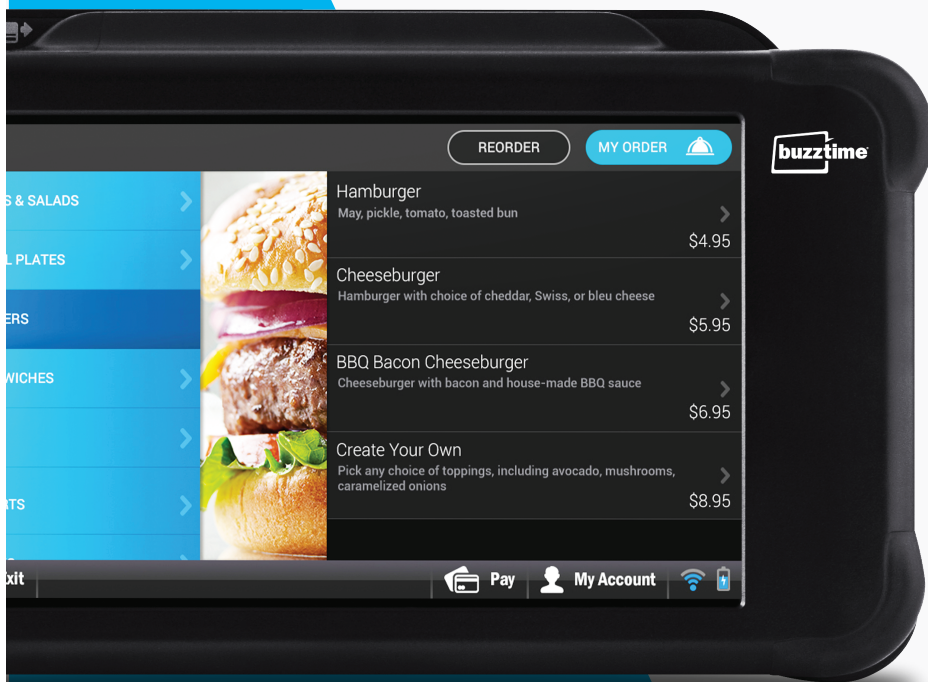 REORDER
MY ORDER
buzztime
S & SALADS
L PLATES
ERS
WICHES
RTS
Hamburger
May, pickle, tomato, toasted bun
$4.95
Cheeseburger
Hamburger with choice of cheddar, Swiss, or bleu cheese
$5.95
BBQ Bacon Cheeseburger
Cheeseburger with bacon and house-made BBQ sauce
$6.95
Create Your Own
Pick any choice of toppings, including avocado, mushrooms,
caramelized onions
$8.95
Exit
Pay
My Account